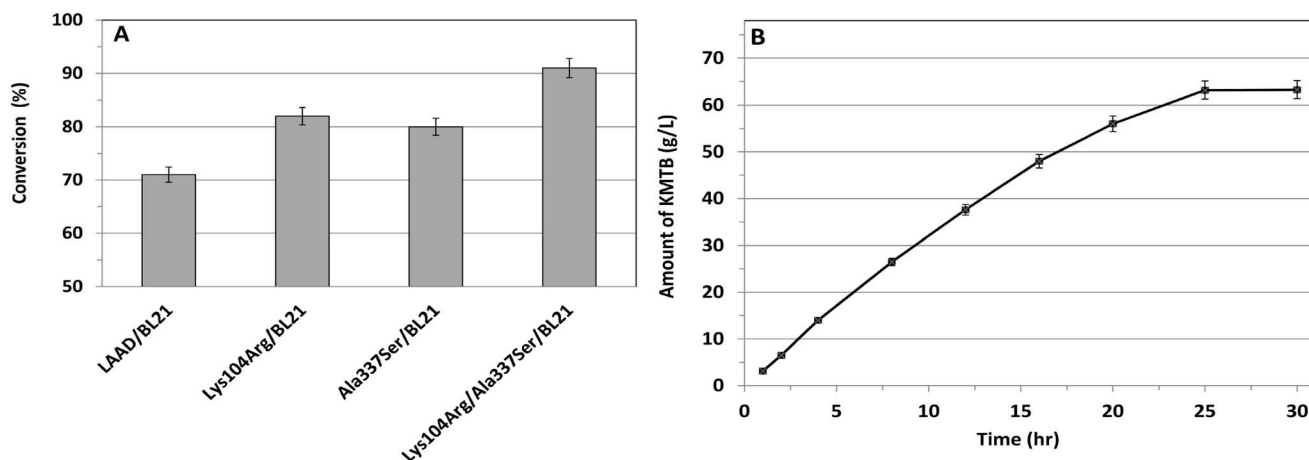 A
Conversion (%)
100
90
80
70
60
50
LAAD/BL21
Lys104Arg/BL21
Ala337Ser/BL21
Lys104Arg/Ala337Ser/BL21
B
Amount of KMTB (g/L)
70
60
50
40
30
20
10
0
0 5 10 15 20 25 30
Time (hr)